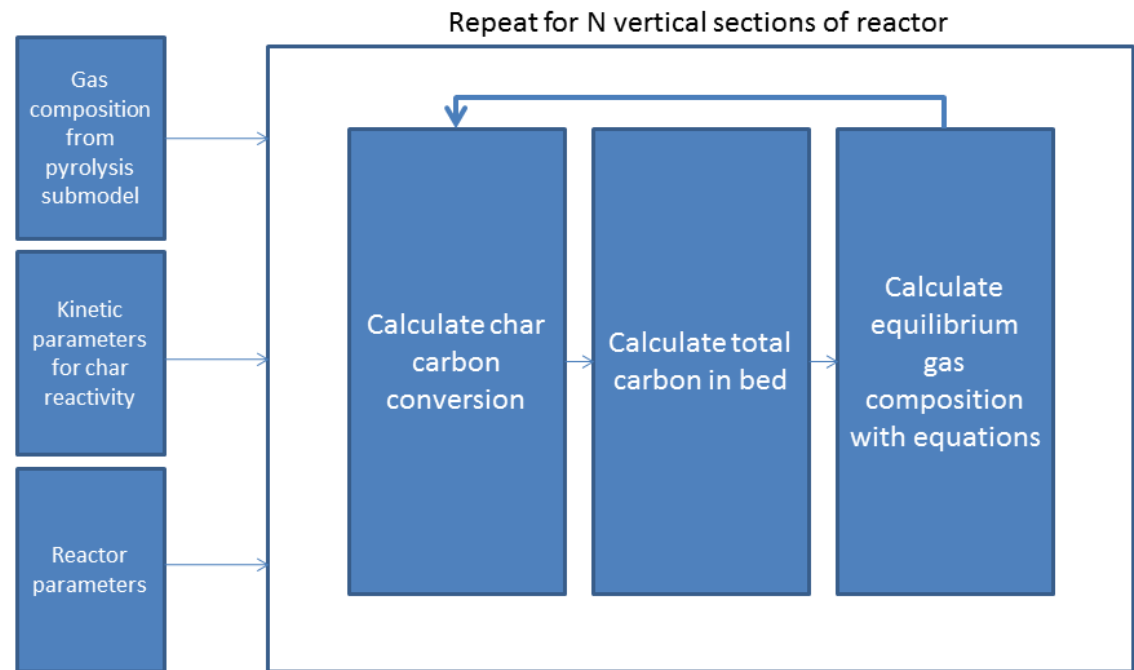 Repeat for N vertical sections of reactor
Gas
composition
from
pyrolysis
submodel
Kinetic
parameters
for char
reactivity
Reactor
parameters
Calculate char
carbon
conversion
Calculate total
carbon in bed
Calculate
equilibrium
gas
composition
with equations